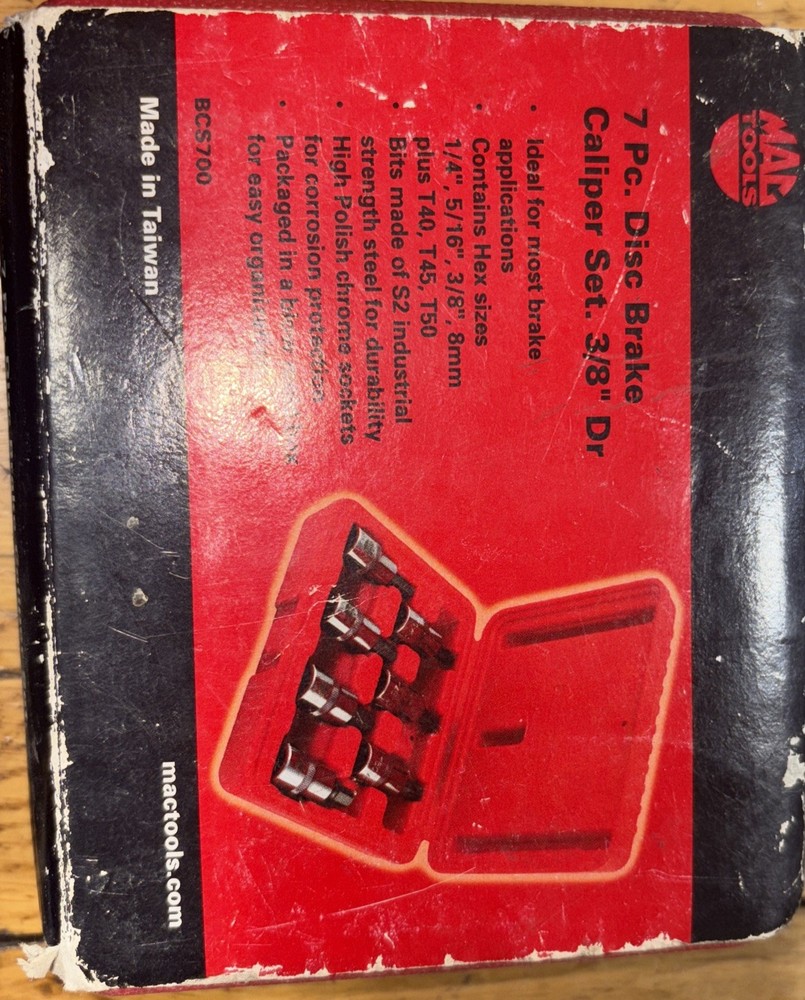 MAC
TOOLS
7 Pc. Disc Brake
Caliper Set. 3/8" Dr
• Ideal for most brake
applications
• Contains Hex sizes
1/4", 5/16", 3/8", 8mm
plus T40, T45, T50
• Bits made of S2 industrial
strength steel for durability
• High Polish chrome sockets
for corrosion protection
• Packaged in a
for easy
BCS700
Made in Taiwan
mactools.com